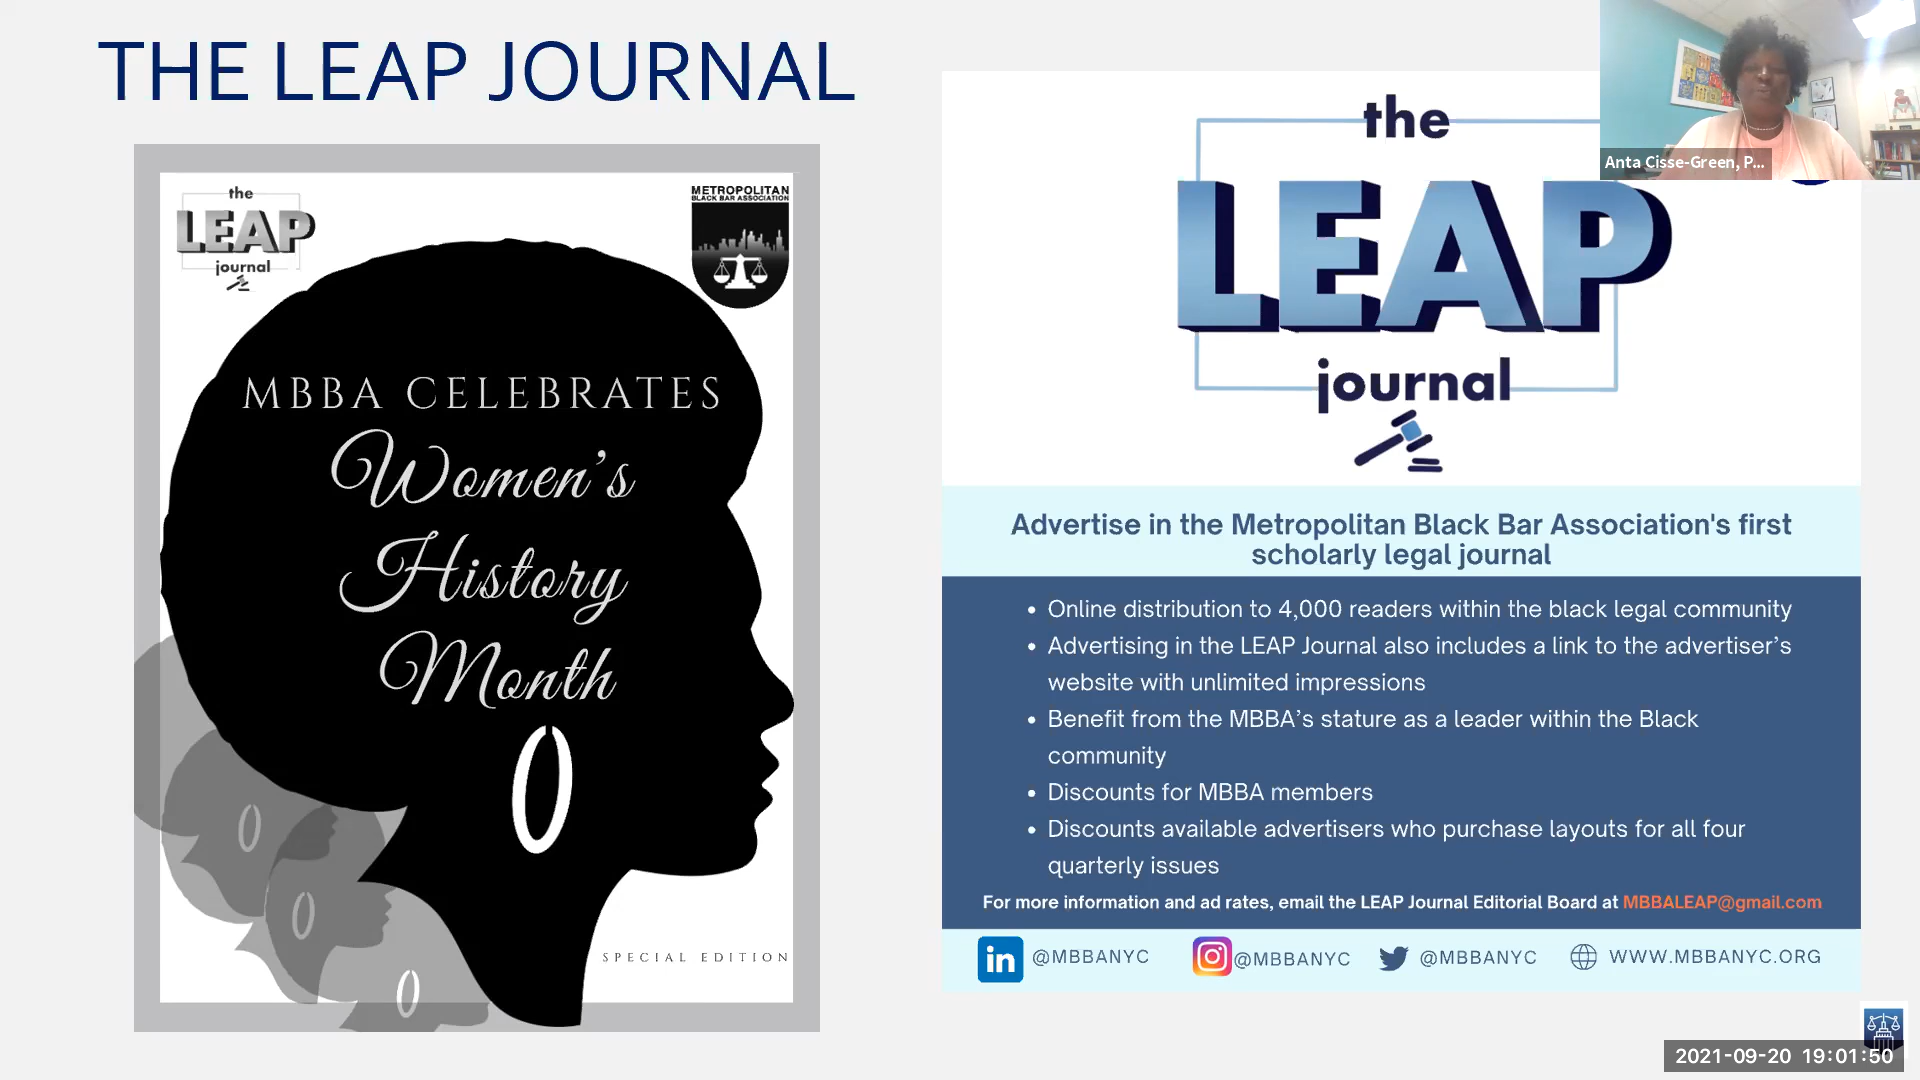 THE LEAP JOURNAL
the
LEAP
journal
METROPOLITAN
BLACK BAR ASSOCIATION
MBBA CELEBRATES
Women's
History
Month
SPECIAL EDITION
the
LEAP
journal
Advertise in the Metropolitan Black Bar Association's first
scholarly legal journal
• Online distribution to 4,000 readers within the black legal community
• Advertising in the LEAP Journal also includes a link to the advertiser's
website with unlimited impressions
• Benefit from the MBBA's stature as a leader within the Black
community
• Discounts for MBBA members
• Discounts available advertisers who purchase layouts for all four
quarterly issues
For more information and ad rates, email the LEAP Journal Editorial Board at MBBALEAP@gmail.com
in @MBBANYC @MBBANYC @MBBANYC WWW.MBBANYC.ORG
Anta Cisse-Green, P...
2021-09-20 19:01:50